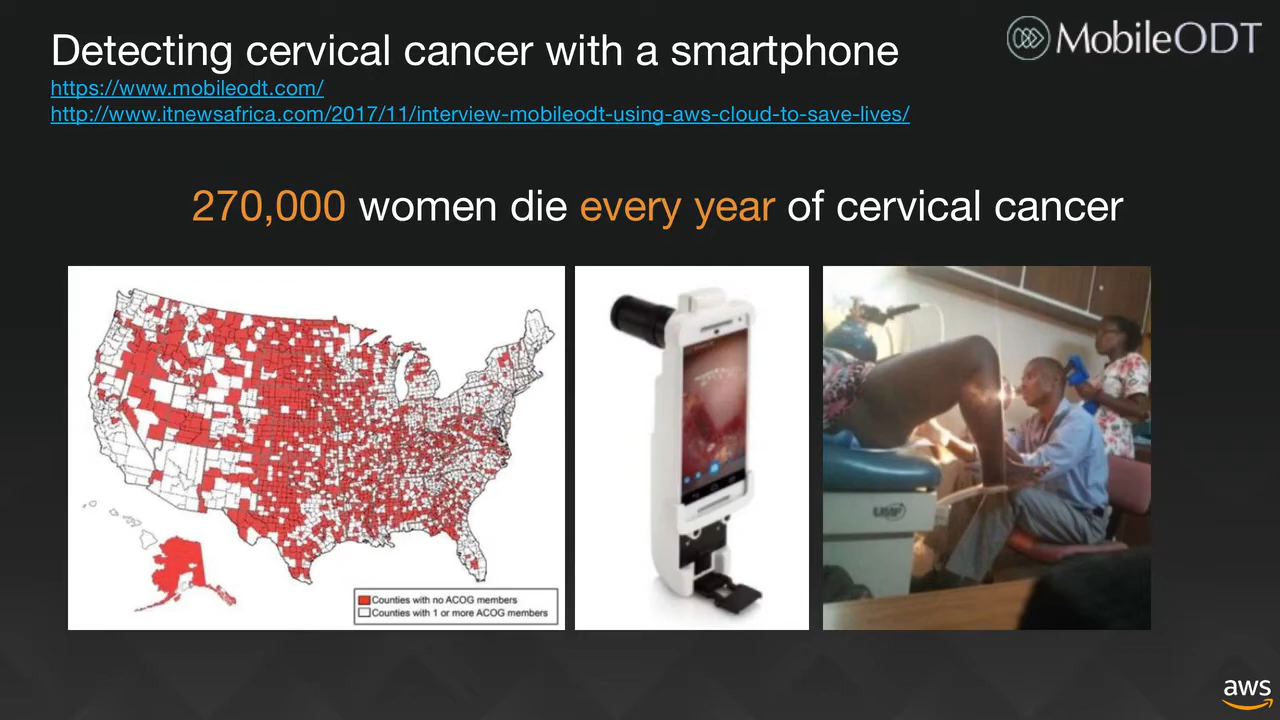 Detecting cervical cancer with a smartphone
MobileODT
https://www.mobileodt.com/
http://www.itnewsafrica.com/2017/11/interview-mobileodt-using-aws-cloud-to-save-lives/
270,000 women die every year of cervical cancer
Counties with no ACOG members
Counties with 1 or more ACOG members
aws